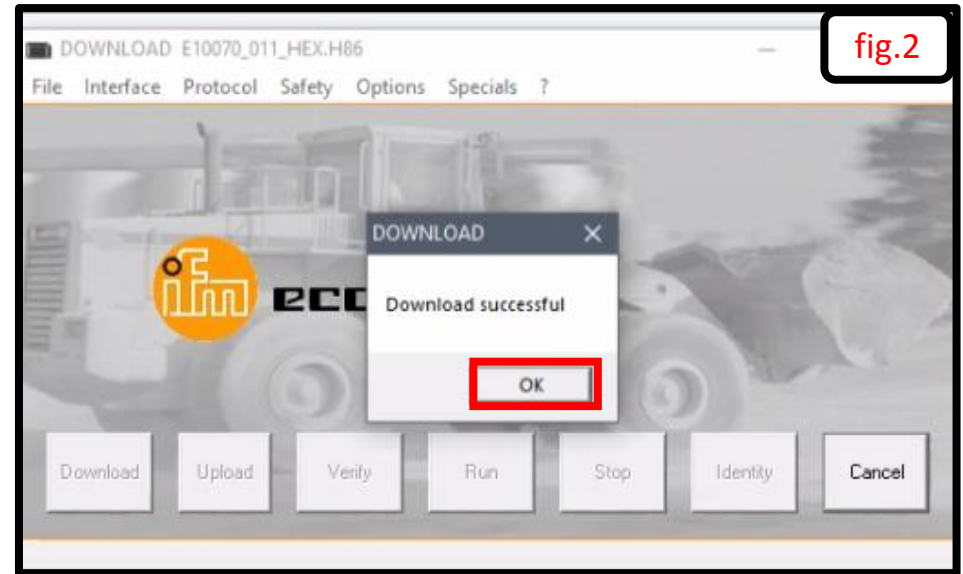 DOWNLOAD E10070_011_HEX.H86
fig.2
File Interface Protocol Safety Options Specials ?
DOWNLOAD
ifm
Download successful
OK
Download Upload Verify Run Stop Identity Cancel